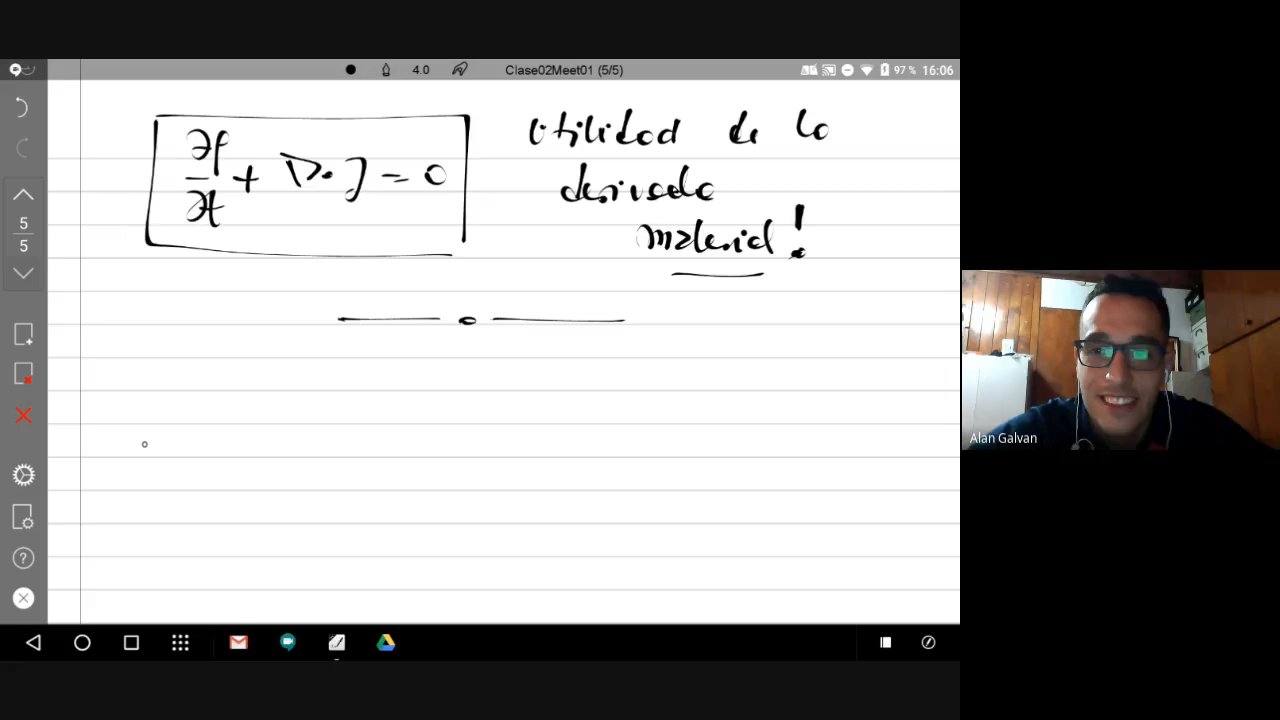 4.0
Clase02Meet01 (5/5)
97 %
16:06
5
5
∂ρ/∂t + ∇·J = 0
Utilidad de la
derivada
material!
Alan Galvan